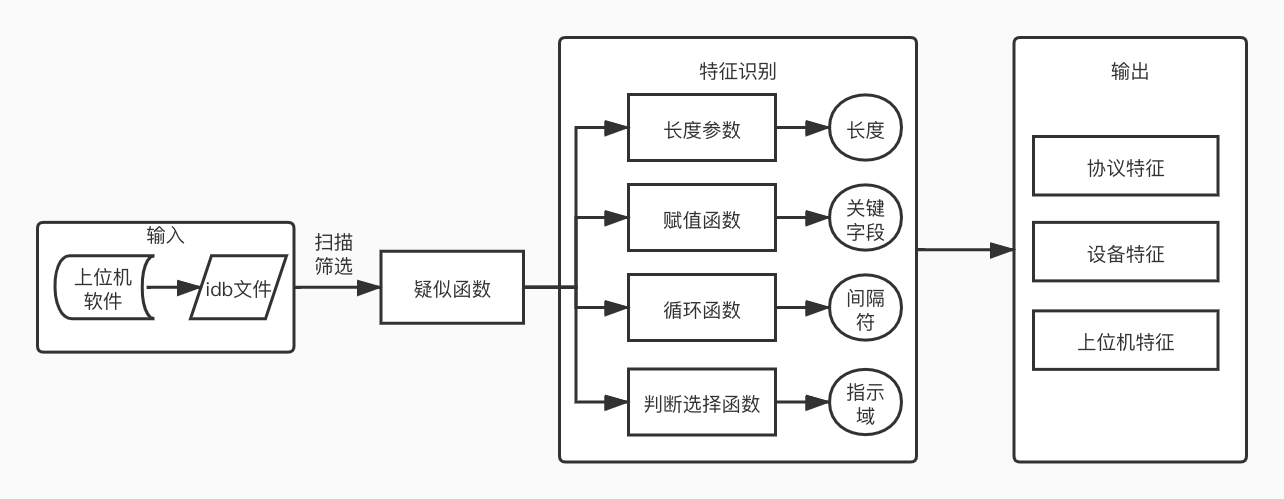 输入
上位机
软件
idb文件
扫描
筛选
疑似函数
特征识别
长度参数
长度
赋值函数
关键
字段
循环函数
间隔
符
判断选择函数
指示
域
输出
协议特征
设备特征
上位机特征